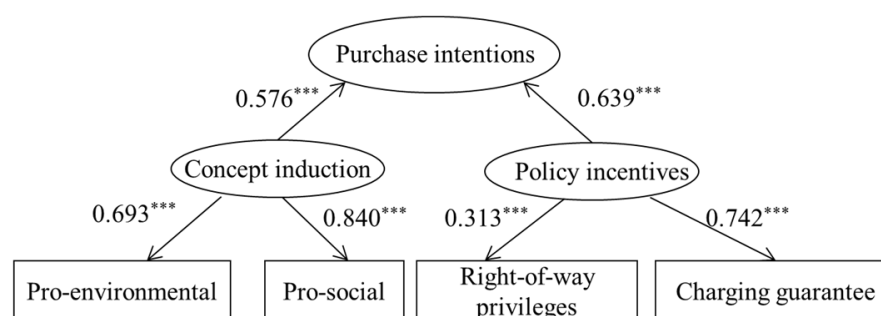 Purchase intentions
0.576***
0.639***
Concept induction
Policy incentives
0.693***
0.840***
0.313***
0.742***
Pro-environmental
Pro-social
Right-of-way
privileges
Charging guarantee